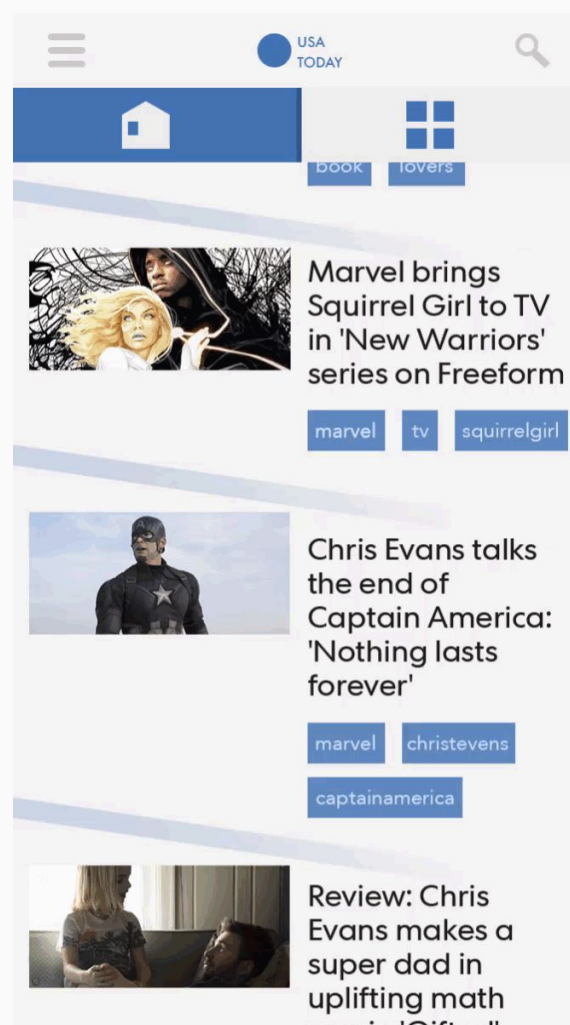 USA
TODAY
book lovers
Marvel brings
Squirrel Girl to TV
in 'New Warriors'
series on Freeform
marvel tv squirrelgirl
Chris Evans talks
the end of
Captain America:
'Nothing lasts
forever'
marvel christevens
captainamerica
Review: Chris
Evans makes a
super dad in
uplifting math